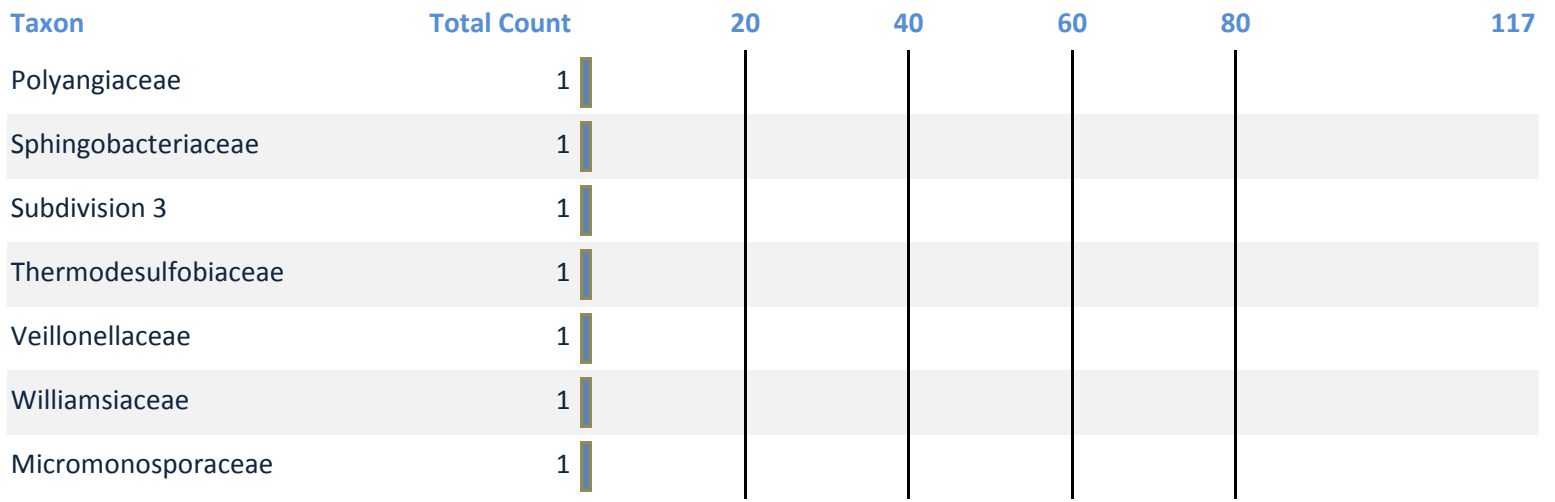 Taxon Total Count 20 40 60 80 117
Polyangiaceae 1
Sphingobacteriaceae 1
Subdivision 3 1
Thermodesulfobiaceae 1
Veillonellaceae 1
Williamsiaceae 1
Micromonosporaceae 1